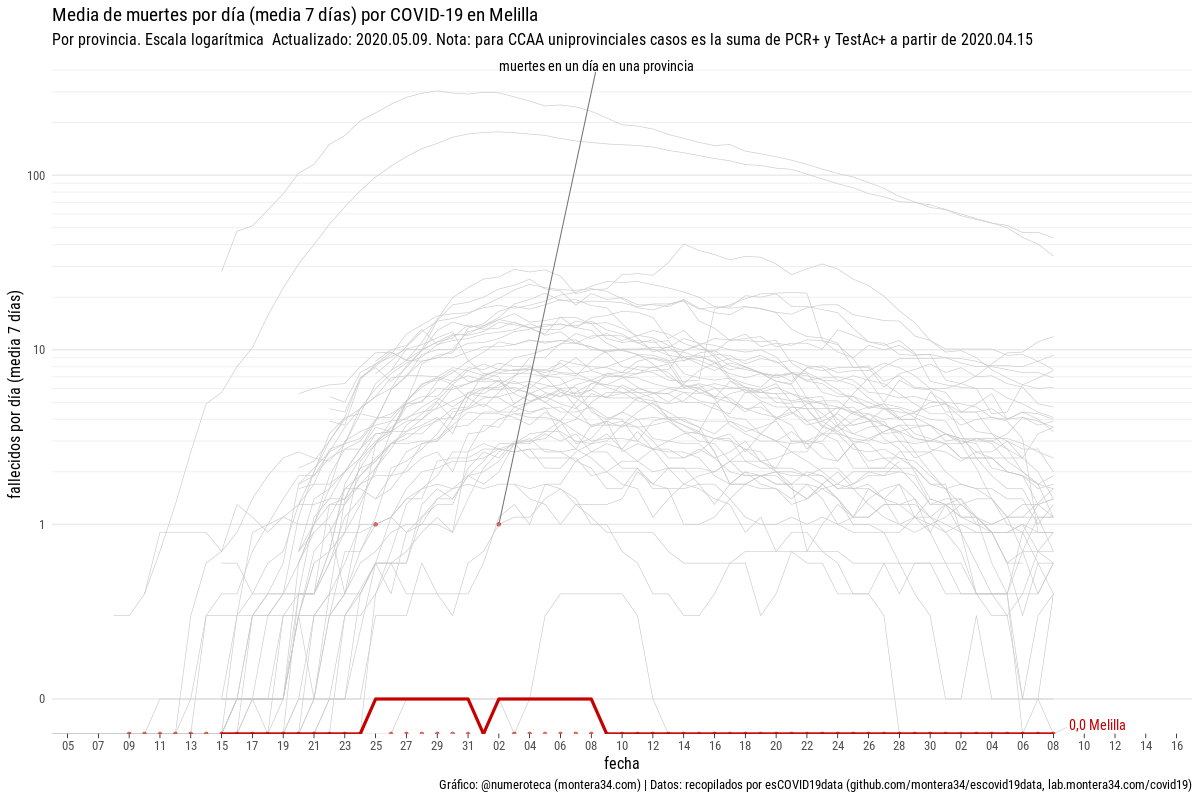 Media de muertes por día (media 7 días) por COVID-19 en Melilla
Por provincia. Escala logarítmica  Actualizado: 2020.05.09. Nota: para CCAA uniprovinciales casos es la suma de PCR+ y TestAc+ a partir de 2020.04.15
muertes en un día en una provincia
fallecidos por día (media 7 días)
100
10
1
0
0,0 Melilla
05 07 09 11 13 15 17 19 21 23 25 27 29 31 02 04 06 08 10 12 14 16 18 20 22 24 26 28 30 02 04 06 08 10 12 14 16
fecha
Gráfico: @numeroteca (montera34.com) | Datos: recopilados por esCOVID19data (github.com/montera34/escovid19data, lab.montera34.com/covid19)